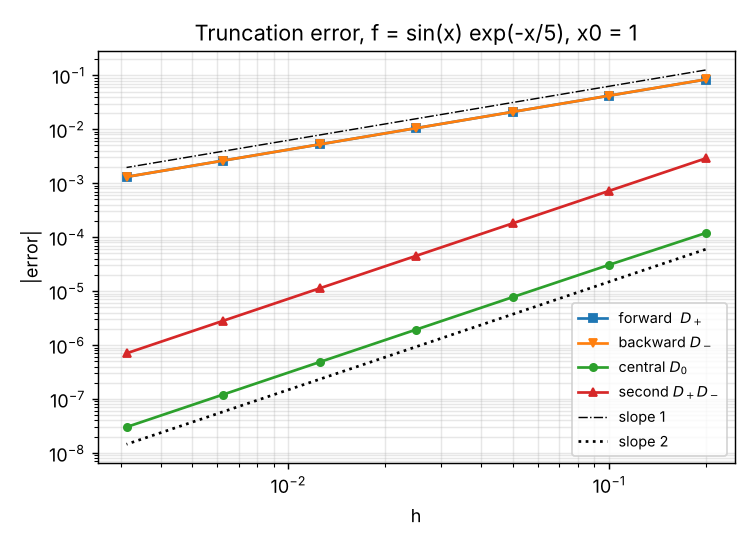 Truncation error, f = sin(x) exp(-x/5), x0 = 1
|error|
10⁻¹
10⁻²
10⁻³
10⁻⁴
10⁻⁵
10⁻⁶
10⁻⁷
10⁻⁸
forward D₊
backward D₋
central D₀
second D₊D₋
slope 1
slope 2
10⁻² 10⁻¹
h